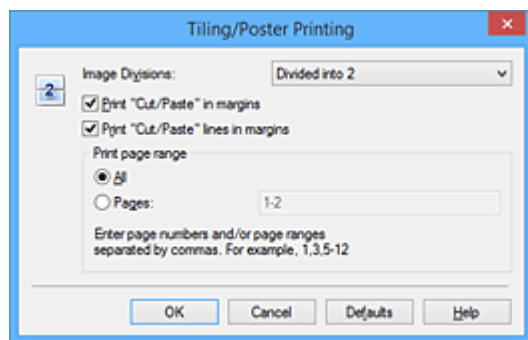 Tiling/Poster Printing
Image Divisions: Divided into 2
2
Print "Cut/Paste" in margins
Print "Cut/Paste" lines in margins
Print page range
All
Pages: 1-2
Enter page numbers and/or page ranges
separated by commas. For example, 1,3,5-12
OK Cancel Defaults Help